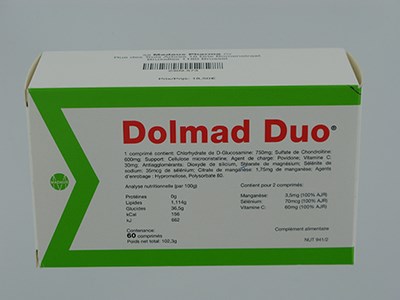 Dolmad Duo®
1 comprimé contient: Chlorhydrate de D-Glucosamine: 750mg, Sulfate de Chondroïtine:
600mg; Support: Cellulose microcristalline; Agent de charge: Povidone; Vitamine C:
30mg; Antiagglomérants: Dioxyde de silicium, Stéarate de magnésium; Sélénite de
sodium: 35mcg de sélénium; Citrate de manganèse: 1,75mg de manganèse; Agents
d'enrobage: Hypromellose, Polysorbate 80.
Analyse nutritionnelle (par 100g)
Protéines 0g
Lipides 1,114g
Glucides 36,5g
kCal 156
kJ 662
Contient pour 2 comprimés:
Manganèse: 3,5mg (100% AJR)
Sélénium: 70mcg (100% AJR)
Vitamine-C: 60mg (100% AJR)
Contenance:
60 comprimés
Poids net total: 102,3g
Complément alimentaire
NUT 941/2